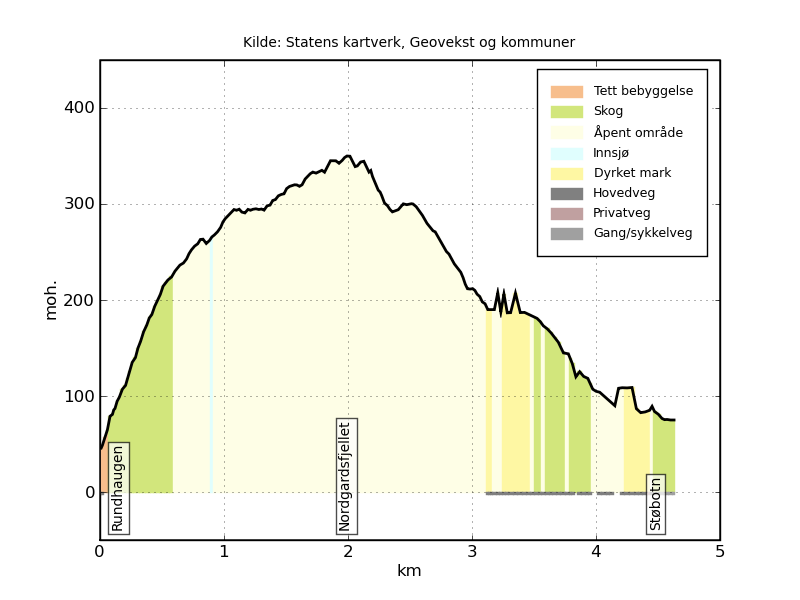 Kilde: Statens kartverk, Geovekst og kommuner
Tett bebyggelse
Skog
Åpent område
Innsjø
Dyrket mark
Hovedveg
Privatveg
Gang/sykkelveg
400
300
200
100
0
moh.
Rundhaugen
Nordgardsfjellet
Støbotn
0 1 2 3 4 5
km